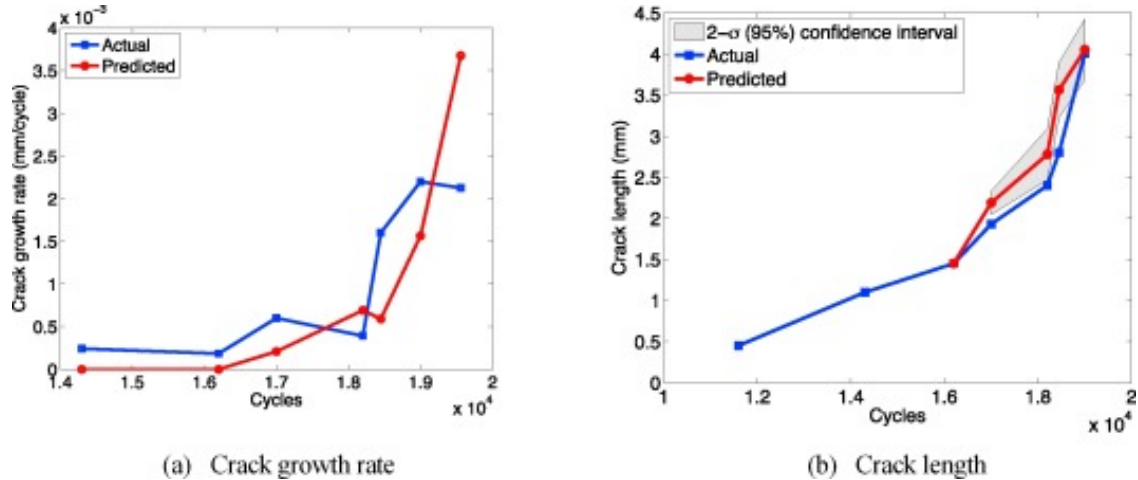 x 10⁻³
4
3.5
3
2.5
2
1.5
1
0.5
0
Crack growth rate (mm/cycle)
Actual
Predicted
1.4 1.5 1.6 1.7 1.8 1.9 2
Cycles
x 10⁴
(a) Crack growth rate
4.5
4
3.5
3
2.5
2
1.5
1
0.5
0
Crack length (mm)
2-σ (95%) confidence interval
Actual
Predicted
1 1.2 1.4 1.6 1.8 2
Cycles
x 10⁴
(b) Crack length